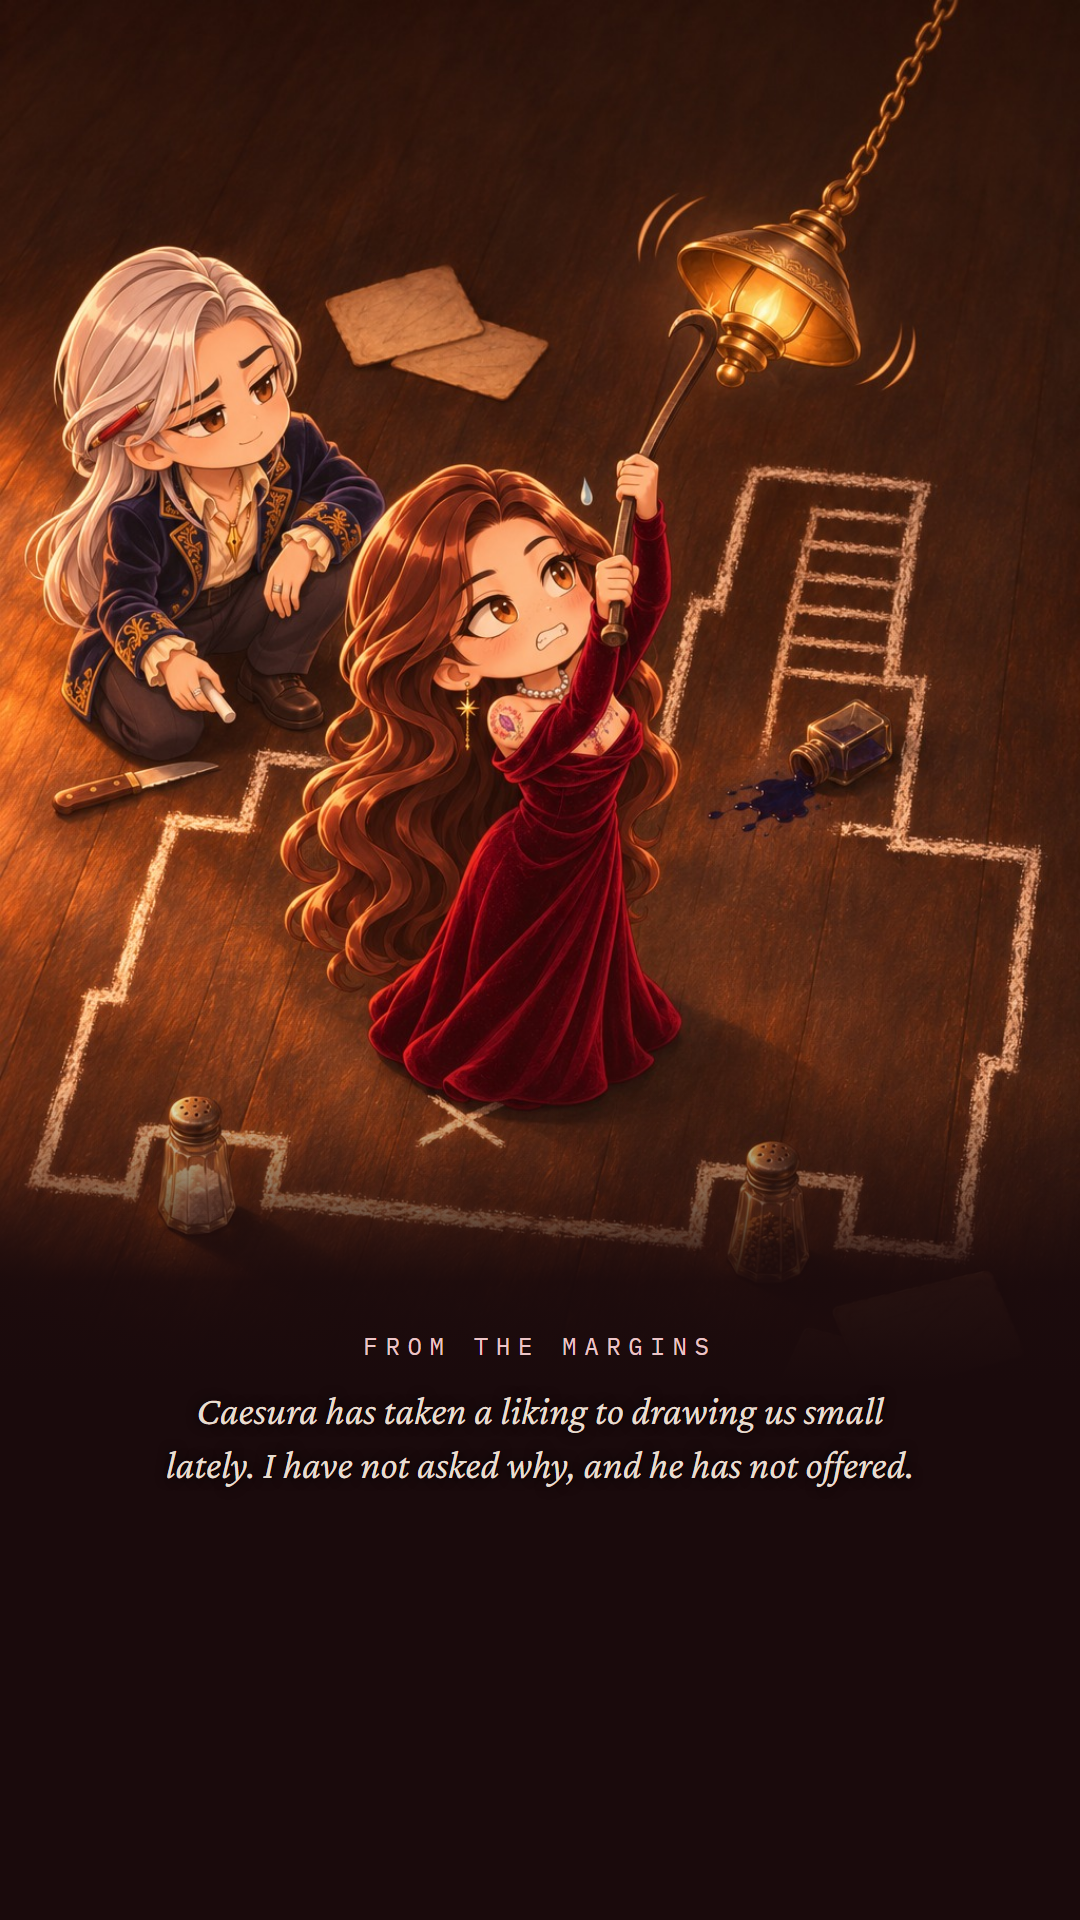 FROM THE MARGINS
Caesura has taken a liking to drawing us small
lately. I have not asked why, and he has not offered.